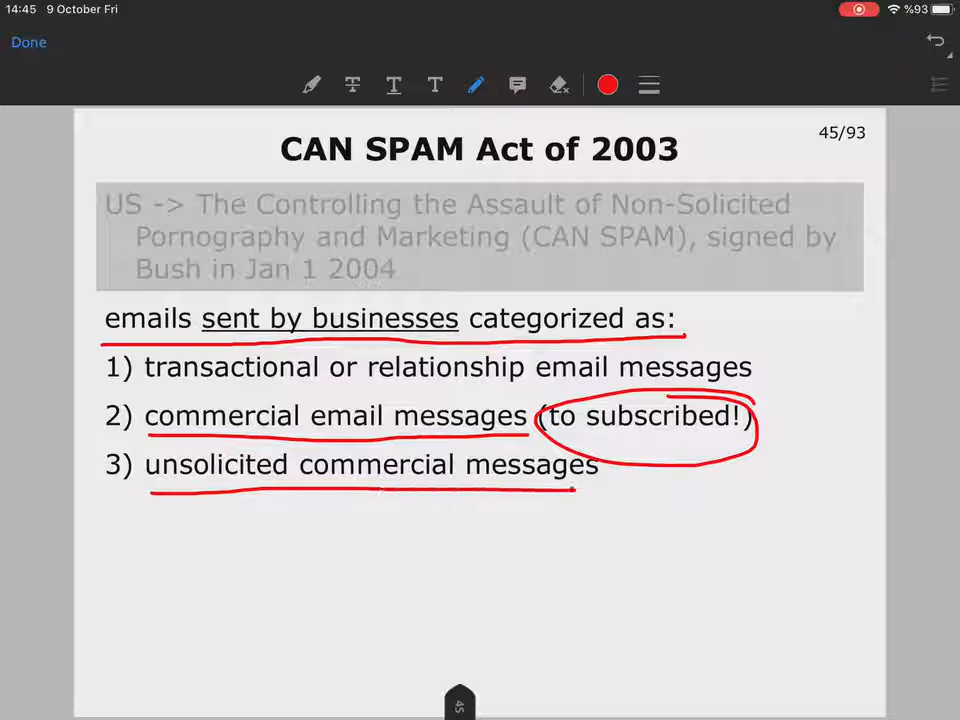 14:45 9 October Fri %93
Done
T T T
45/93
CAN SPAM Act of 2003
US -> The Controlling the Assault of Non-Solicited
Pornography and Marketing (CAN SPAM), signed by
Bush in Jan 1 2004
emails sent by businesses categorized as:
1) transactional or relationship email messages
2) commercial email messages (to subscribed!)
3) unsolicited commercial messages
45